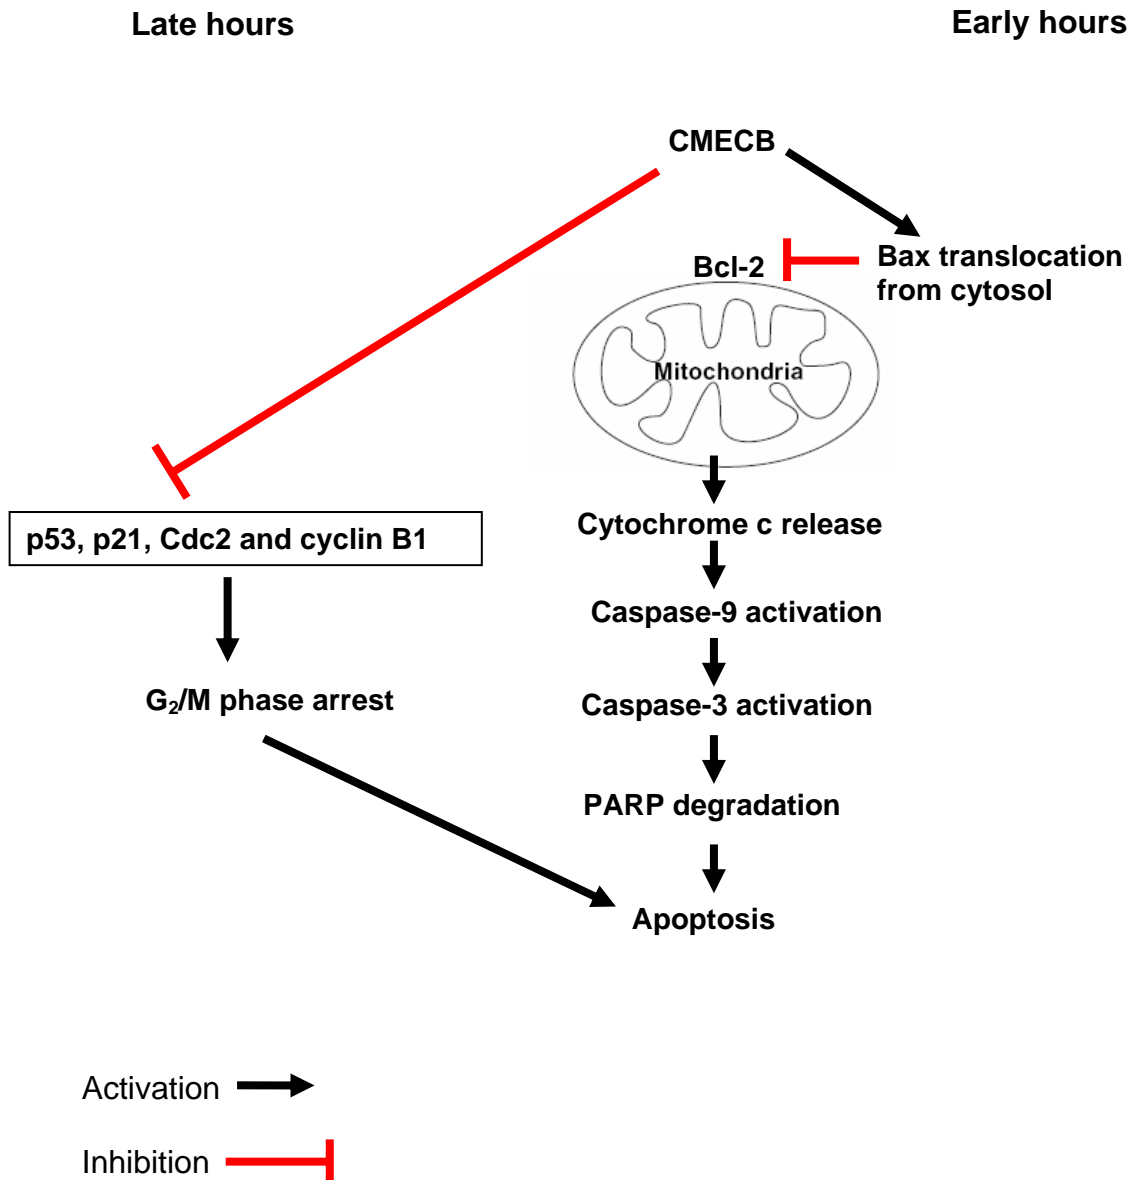 Late hours
Early hours
CMECB
Bcl-2
Bax translocation
from cytosol
Mitochondria
p53, p21, Cdc2 and cyclin B1
Cytochrome c release
Caspase-9 activation
G₂/M phase arrest
Caspase-3 activation
PARP degradation
Apoptosis
Activation
Inhibition